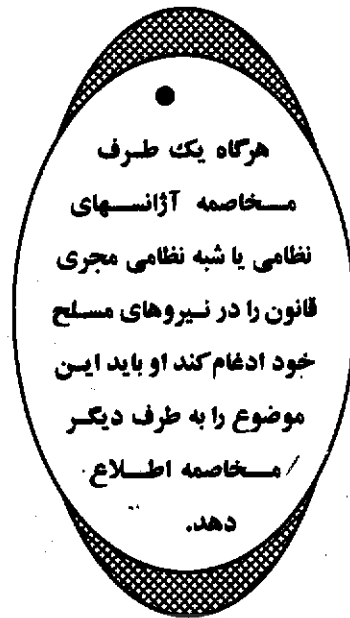 هرگاه یک طرف
مخاصمه آژانسهای
نظامی یا شبه نظامی مجری
قانون را در نیروهای مسلح
خود ادغام کند او باید این
موضوع را به طرف دیگر
مخاصمه اطلاع
دهد.